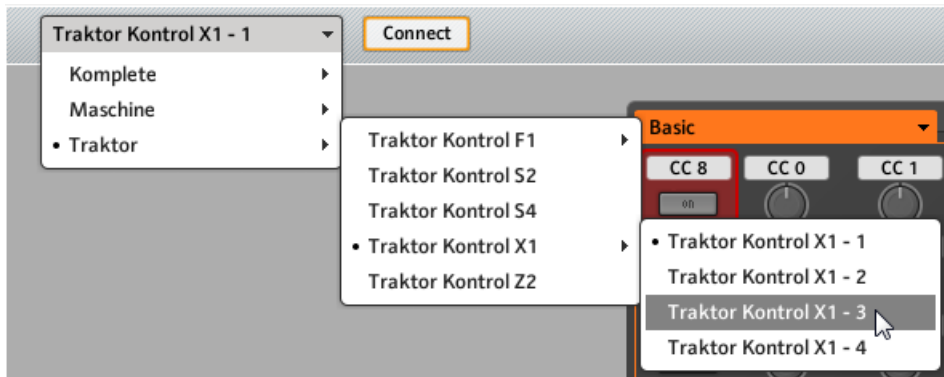 Traktor Kontrol X1 - 1
Connect
Komplete
Maschine
• Traktor
Traktor Kontrol F1
Traktor Kontrol S2
Traktor Kontrol S4
• Traktor Kontrol X1
Traktor Kontrol Z2
Basic
CC 8 CC 0 CC 1
on
• Traktor Kontrol X1 - 1
Traktor Kontrol X1 - 2
Traktor Kontrol X1 - 3
Traktor Kontrol X1 - 4